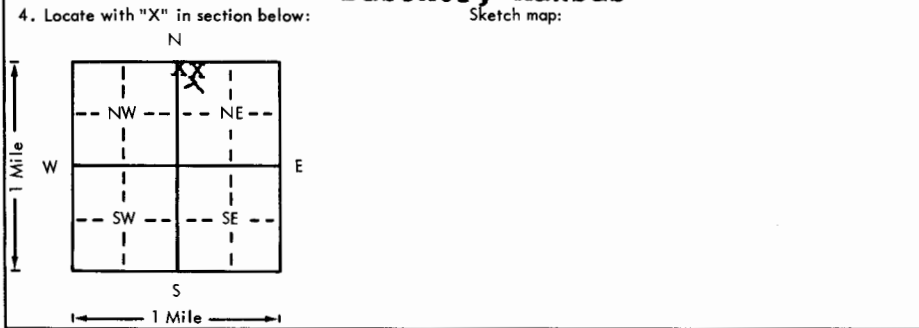 4. Locate with "X" in section below:
Sketch map:
N
X X
X
NW NE
W E
1 Mile
SW SE
S
1 Mile